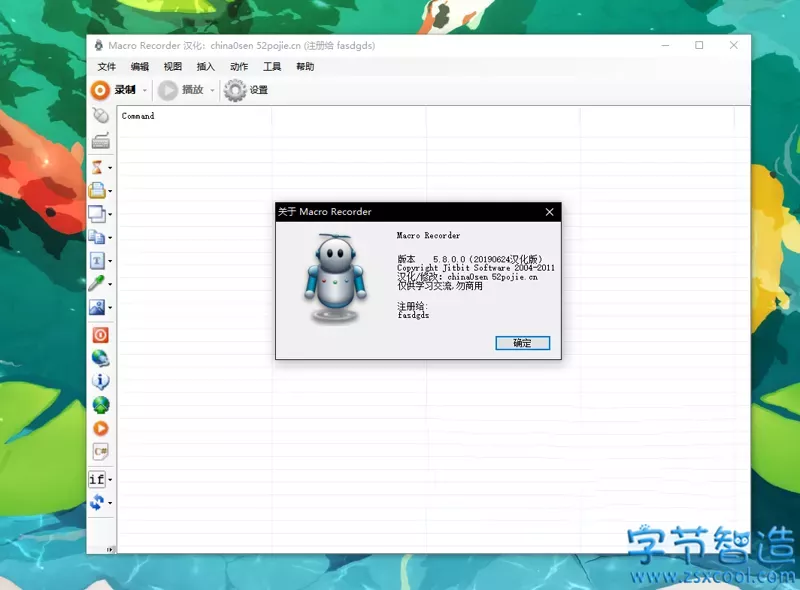 Macro Recorder 汉化：china0sen 52pojie.cn (注册给 fasdgds)
文件 编辑 视图 插入 动作 工具 帮助
录制 播放 设置
Command
关于 Macro Recorder
Macro Recorder
版本 5.8.0.0 (20190624汉化版)
Copyright Jitbit Software 2004-2011
汉化/修改：china0sen 52pojie.cn
仅供学习交流,勿商用
注册给:
fasdgds
确定
T
C#
if
字节智造
www.zsxcool.com